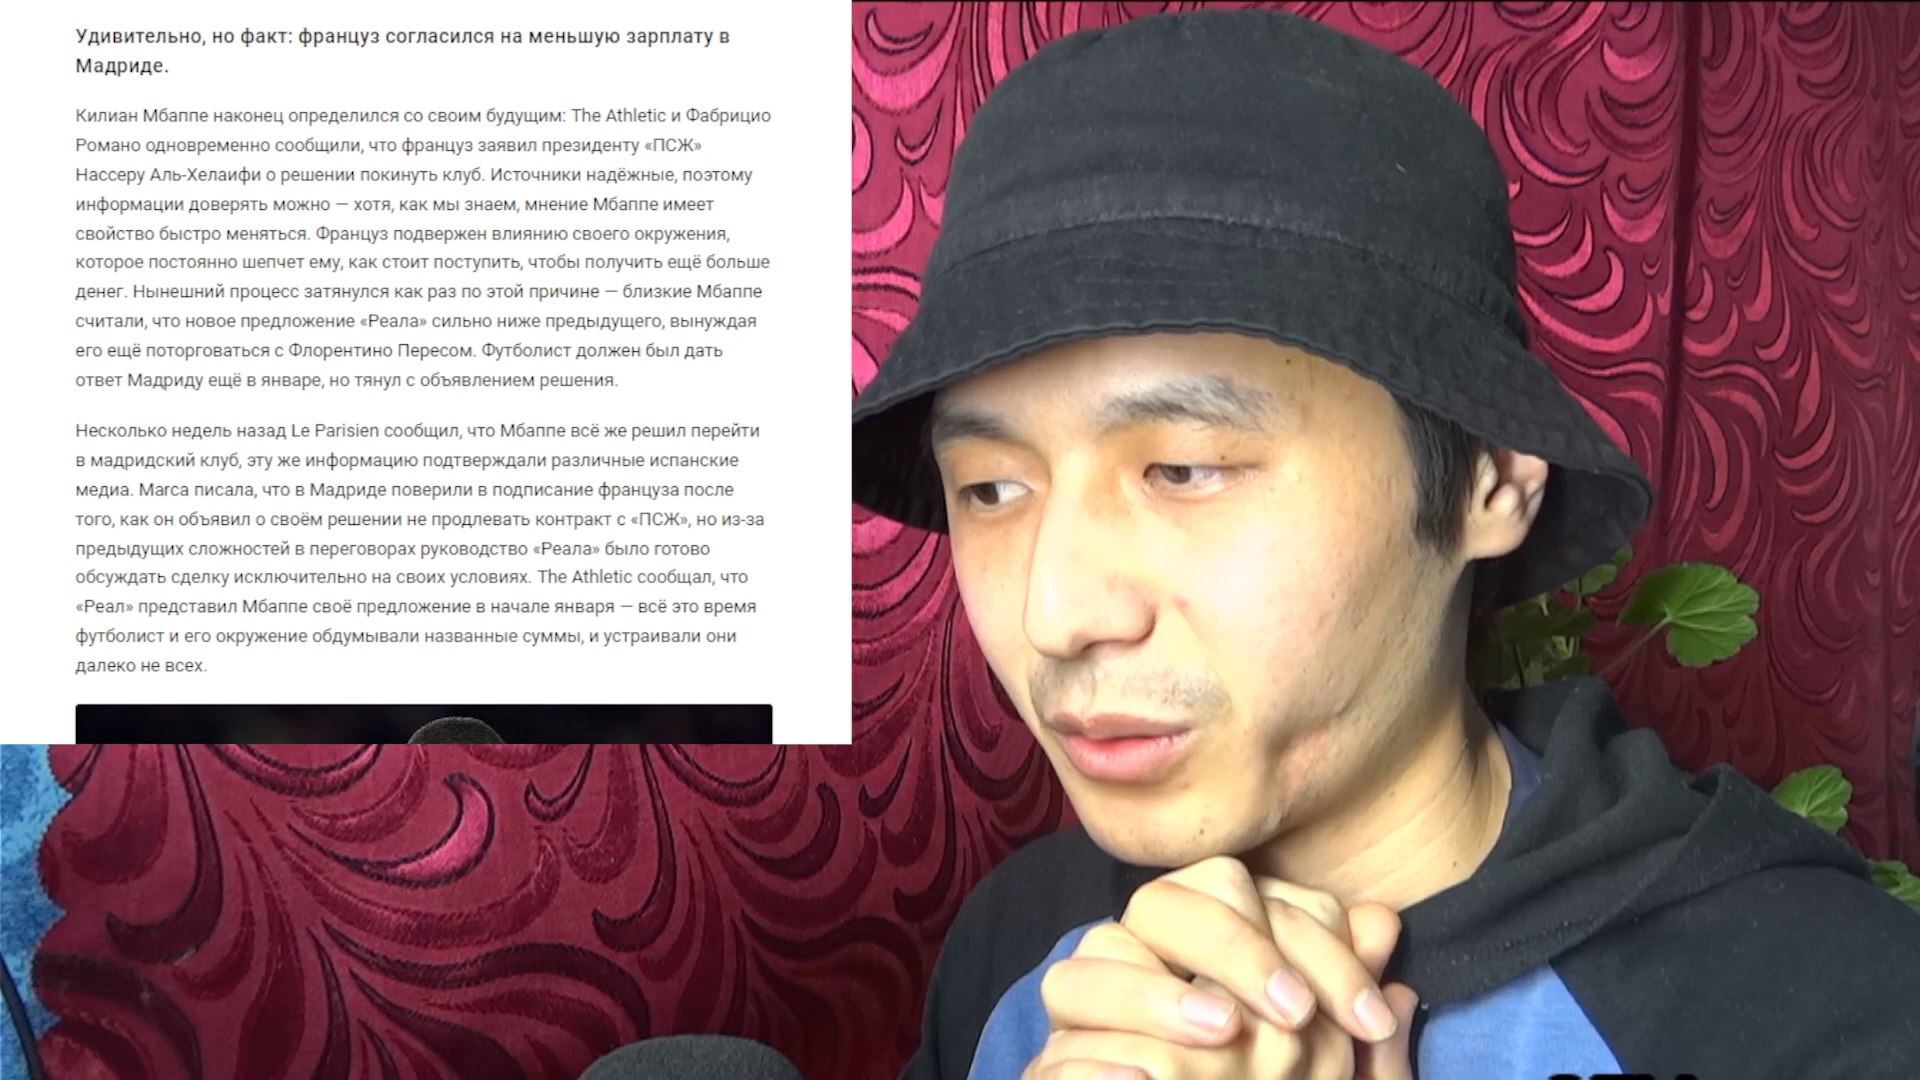 Удивительно, но факт: француз согласился на меньшую зарплату в
Мадриде.
Килиан Мбаппе наконец определился со своим будущим: The Athletic и Фабрицио
Романо одновременно сообщили, что француз заявил президенту «ПСЖ»
Нассеру Аль-Хелаифи о решении покинуть клуб. Источники надёжные, поэтому
информации доверять можно — хотя, как мы знаем, мнение Мбаппе имеет
свойство быстро меняться. Француз подвержен влиянию своего окружения,
которое постоянно шепчет ему, как стоит поступить, чтобы получить ещё больше
денег. Нынешний процесс затянулся как раз по этой причине — близкие Мбаппе
считали, что новое предложение «Реала» сильно ниже предыдущего, вынуждая
его ещё поторговаться с Флорентино Пересом. Футболист должен был дать
ответ Мадриду ещё в январе, но тянул с объявлением решения.
Несколько недель назад Le Parisien сообщил, что Мбаппе всё же решил перейти
в мадридский клуб, эту же информацию подтверждали различные испанские
медиа. Marca писала, что в Мадриде поверили в подписание француза после
того, как он объявил о своём решении не продлевать контракт с «ПСЖ», но из-за
предыдущих сложностей в переговорах руководство «Реала» было готово
обсуждать сделку исключительно на своих условиях. The Athletic сообщал, что
«Реал» представил Мбаппе своё предложение в начале января — всё это время
футболист и его окружение обдумывали названные суммы, и устраивали они
далеко не всех.